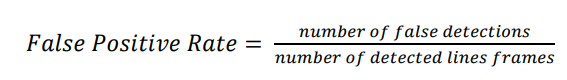 False Positive Rate = number of false detections / number of detected lines frames